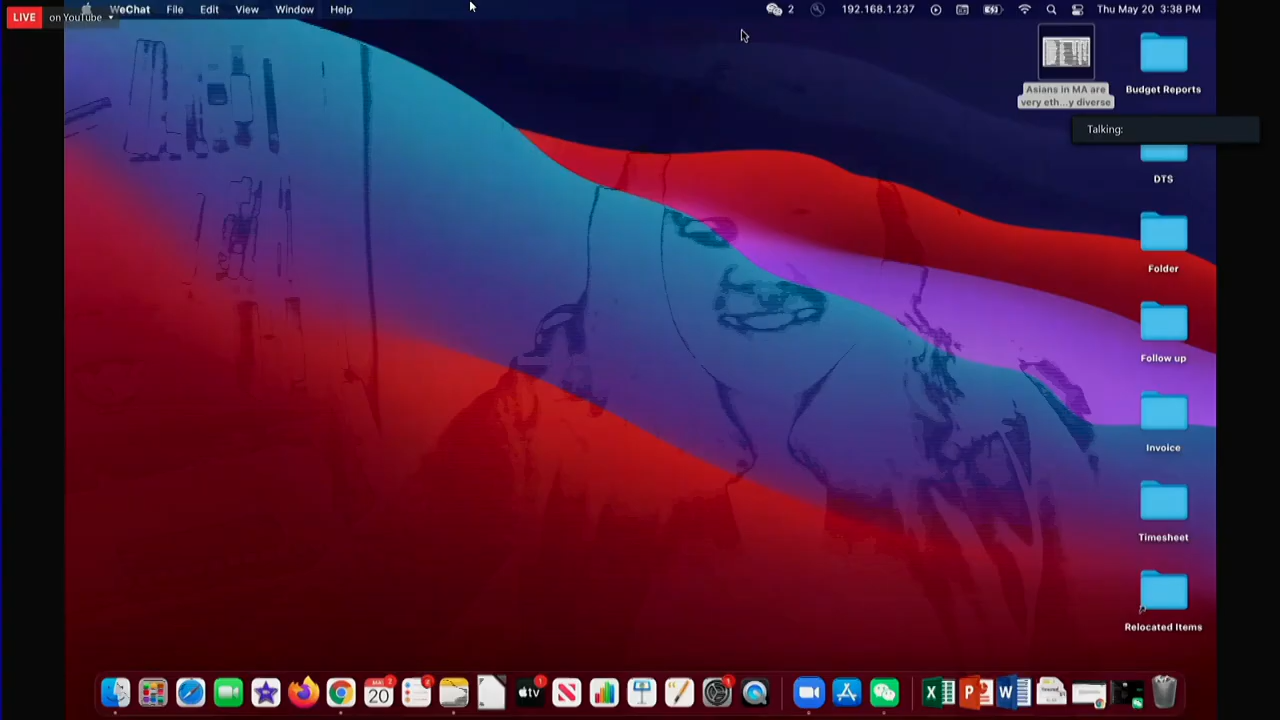 LIVE on YouTube
WeChat File Edit View Window Help
2 192.168.1.237 Thu May 20 3:38 PM
Asians in MA are
very eth...y diverse
Budget Reports
Talking:
DTS
Folder
Follow up
Invoice
Timesheet
Relocated Items
20
tv